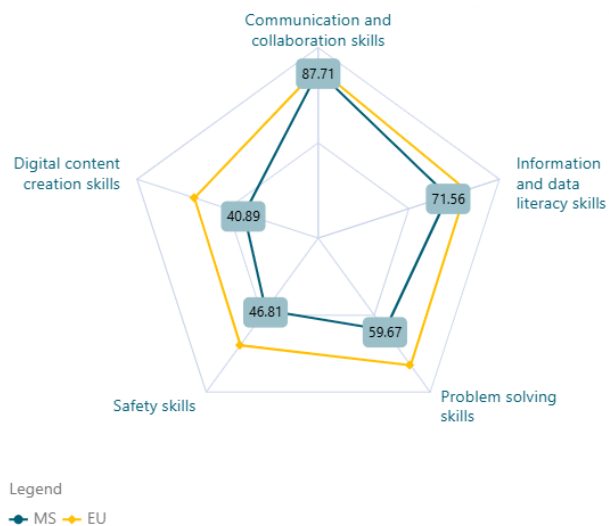 Communication and
collaboration skills
87.71
Digital content
creation skills
Information
and data
literacy skills
71.56
40.89
46.81
59.67
Safety skills
Problem solving
skills
Legend
MS EU